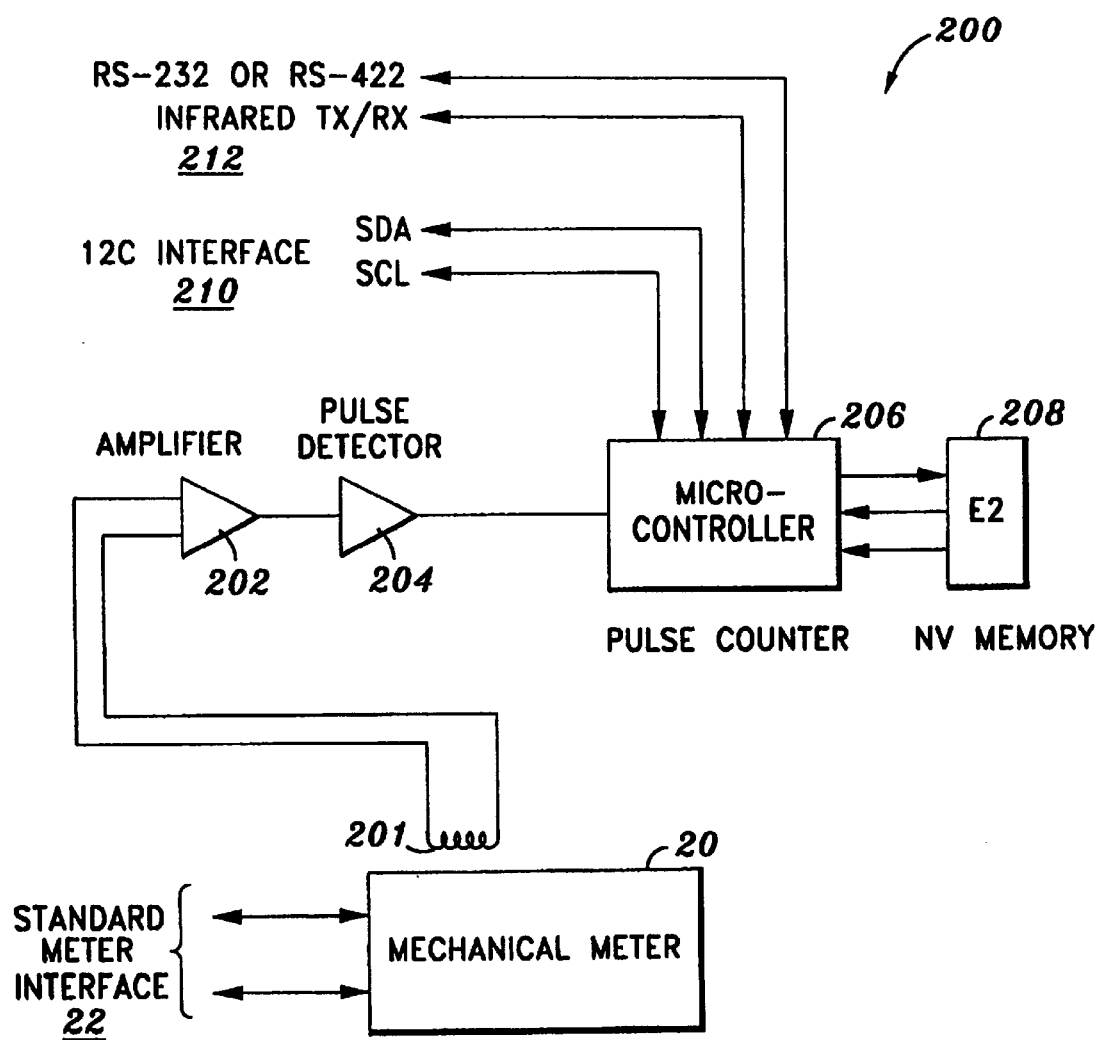 200
RS-232 OR RS-422
INFRARED TX/RX
212
SDA
12C INTERFACE
SCL
210
PULSE
DETECTOR
AMPLIFIER
206
208
MICRO-
CONTROLLER
E2
202
204
PULSE COUNTER
NV MEMORY
201
20
STANDARD
METER
INTERFACE
22
MECHANICAL METER